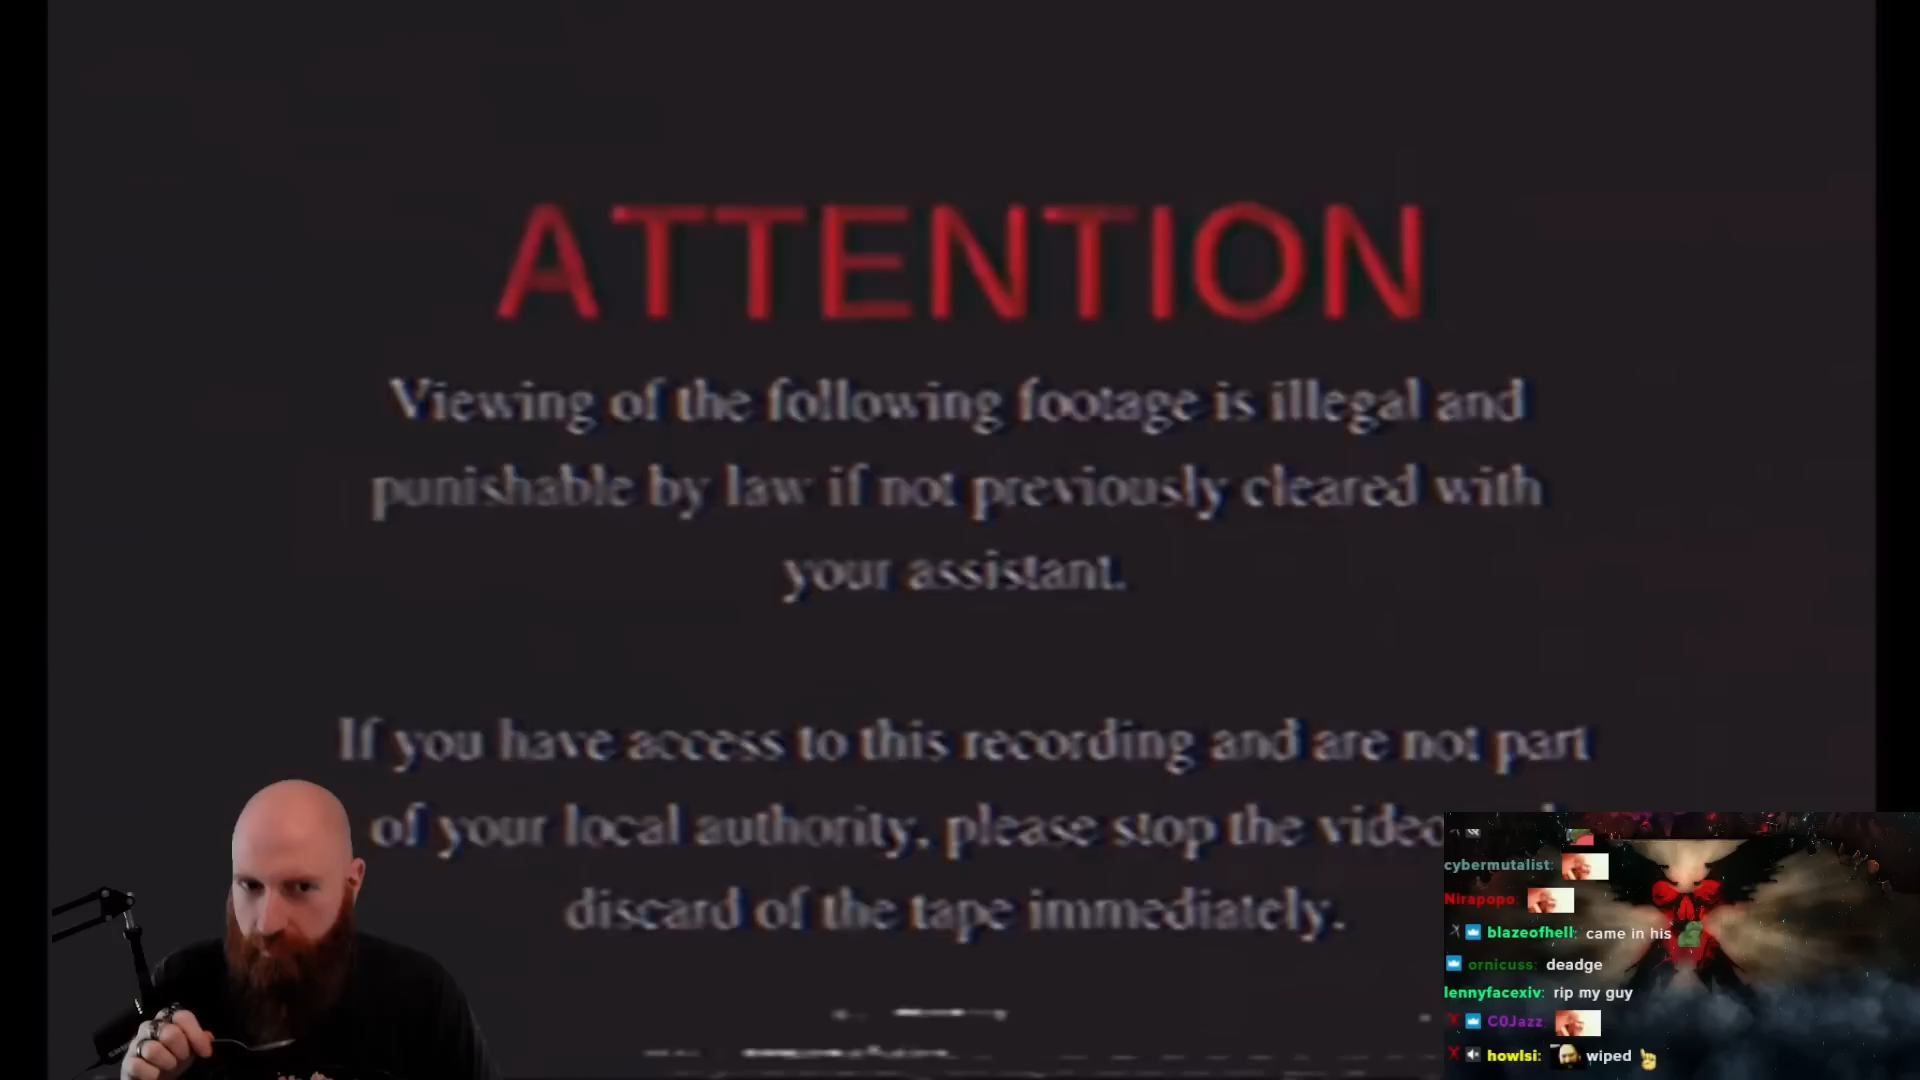 ATTENTION
Viewing of the following footage is illegal and
punishable by law if not previously cleared with
your assistant.
If you have access to this recording and are not part
of your local authority, please stop the video
discard of the tape immediately.
cybermutalist:
Nirapopo:
blazeofhell: came in his
ornicuss: deadge
lennyfacexiv: rip my guy
C0Jazz:
howlsi: wiped